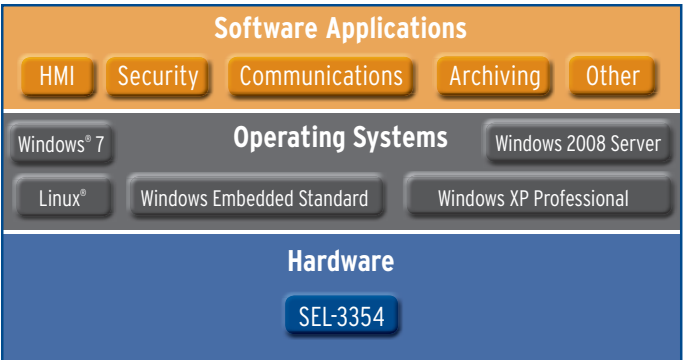 Software Applications
HMI Security Communications Archiving Other
Windows® 7 Operating Systems Windows 2008 Server
Linux® Windows Embedded Standard Windows XP Professional
Hardware
SEL-3354